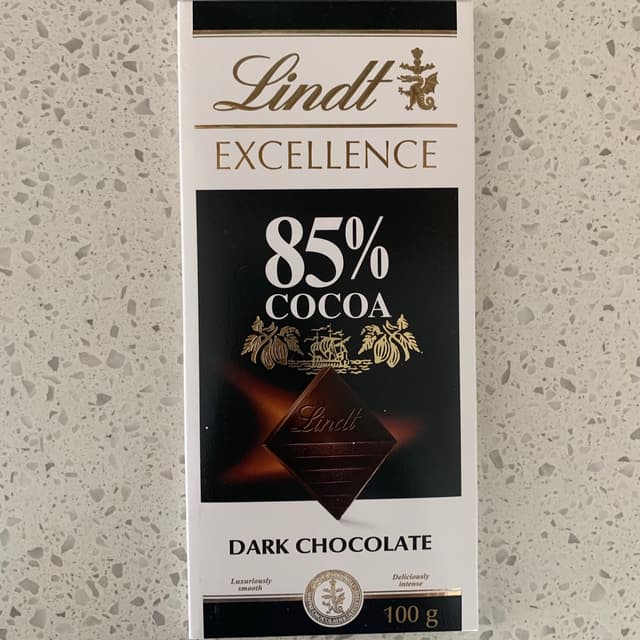 Lindt
EXCELLENCE
85%
COCOA
Lindt
DARK CHOCOLATE
Luxuriously
smooth
Deliciously
intense
100 g